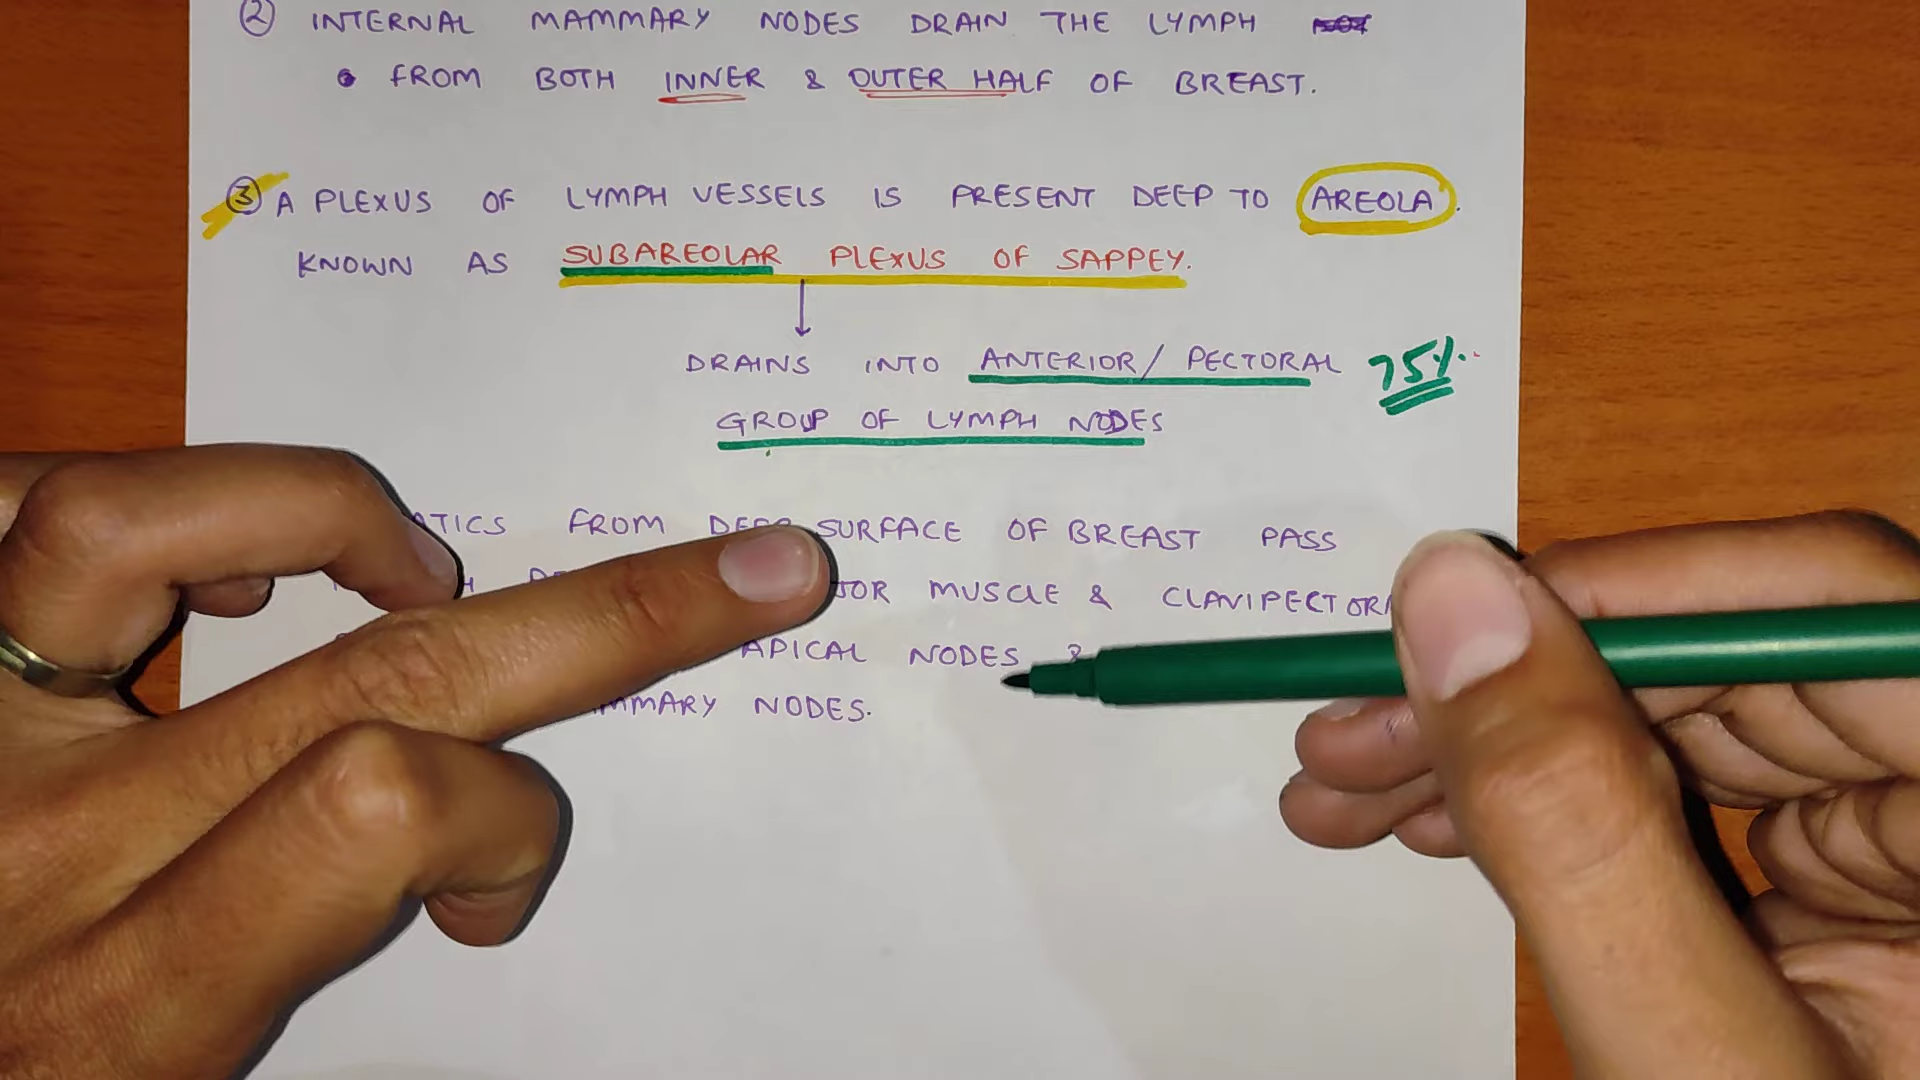 ② INTERNAL MAMMARY NODES DRAIN THE LYMPH
• FROM BOTH INNER & OUTER HALF OF BREAST.
③ A PLEXUS OF LYMPH VESSELS IS PRESENT DEEP TO AREOLA.
KNOWN AS SUBAREOLAR PLEXUS OF SAPPEY.
DRAINS INTO ANTERIOR / PECTORAL 75%
GROUP OF LYMPH NODES
FROM SURFACE OF BREAST PASS
MUSCLE &
APICAL NODES &
NODES.